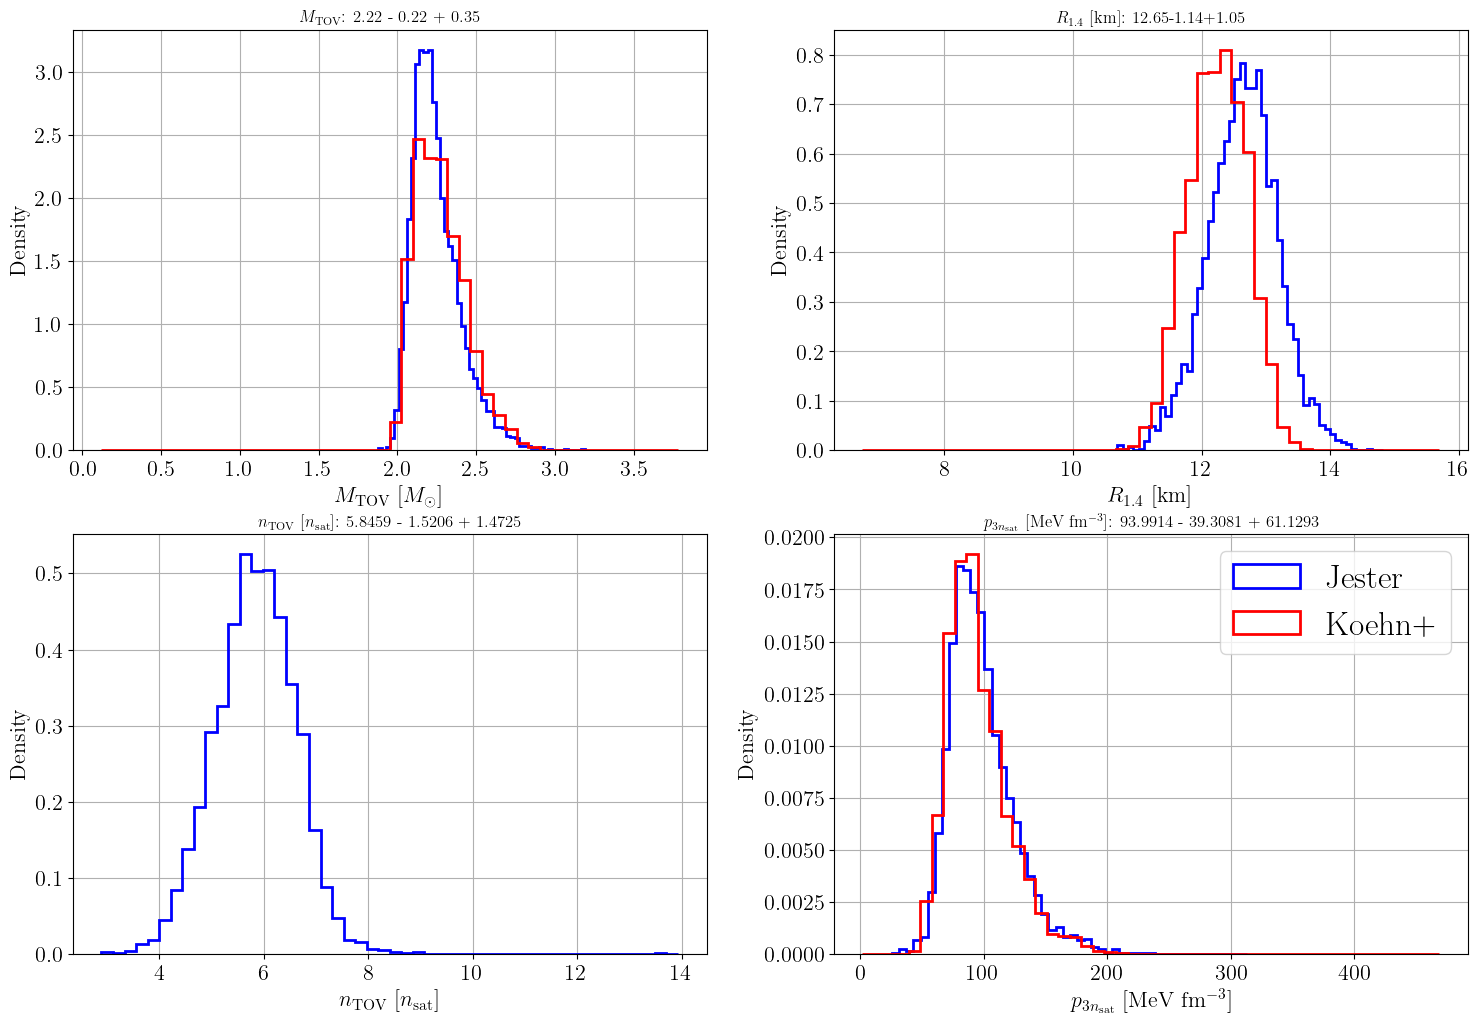 M_TOV: 2.22 - 0.22 + 0.35
Density
3.0
2.5
2.0
1.5
1.0
0.5
0.0
0.0 0.5 1.0 1.5 2.0 2.5 3.0 3.5
M_TOV [M_⊙]
R_1.4 [km]: 12.65-1.14+1.05
Density
0.8
0.7
0.6
0.5
0.4
0.3
0.2
0.1
0.0
8 10 12 14 16
R_1.4 [km]
n_TOV [n_sat]: 5.8459 - 1.5206 + 1.4725
Density
0.5
0.4
0.3
0.2
0.1
0.0
4 6 8 10 12 14
n_TOV [n_sat]
p_3n_sat [MeV fm^−3]: 93.9914 - 39.3081 + 61.1293
Density
0.0200
0.0175
0.0150
0.0125
0.0100
0.0075
0.0050
0.0025
0.0000
0 100 200 300 400
p_3n_sat [MeV fm^−3]
Jester
Koehn+